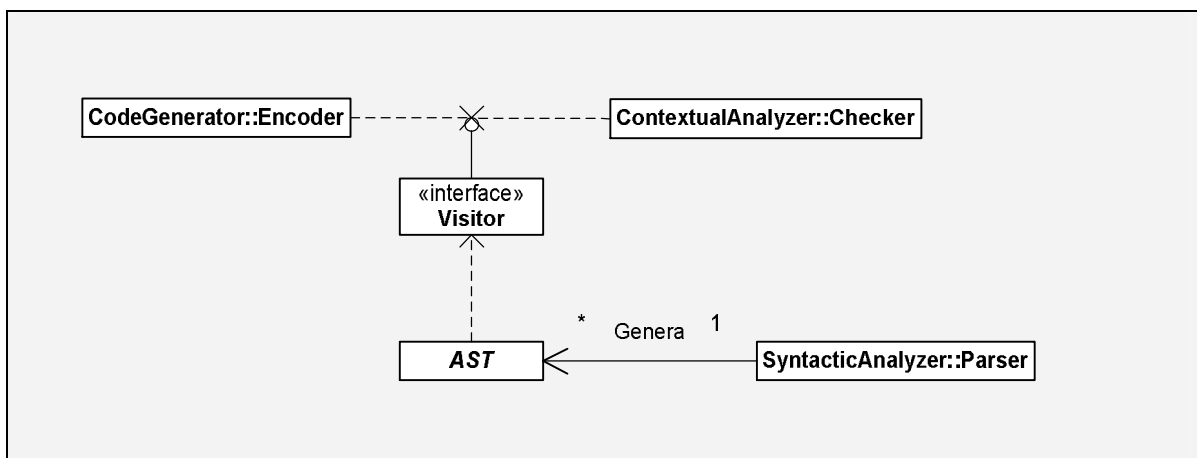 CodeGenerator::Encoder
ContextualAnalyzer::Checker
«interface»
Visitor
*
Genera
1
AST
SyntacticAnalyzer::Parser